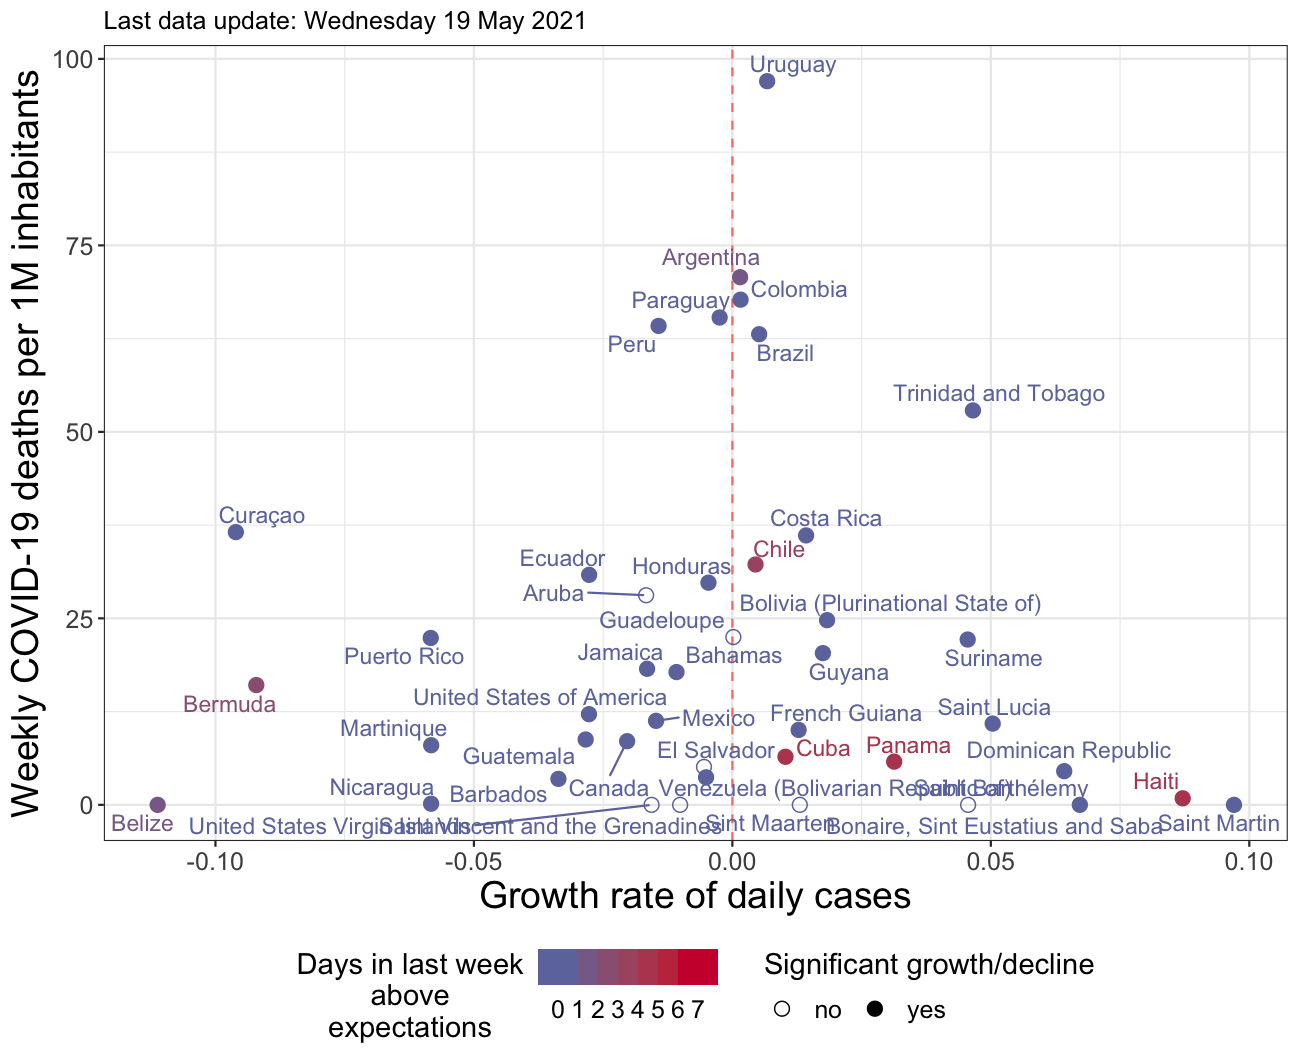 Last data update: Wednesday 19 May 2021
Weekly COVID-19 deaths per 1M inhabitants
100
75
50
25
0
Uruguay
Argentina
Colombia
Paraguay
Peru
Brazil
Trinidad and Tobago
Curaçao
Costa Rica
Chile
Ecuador
Honduras
Aruba
Bolivia (Plurinational State of)
Guadeloupe
Jamaica
Bahamas
Puerto Rico
Suriname
Guyana
Bermuda
United States of America
Saint Lucia
French Guiana
Mexico
Martinique
Cuba
Panama
El Salvador
Dominican Republic
Guatemala
Haiti
Nicaragua
Barbados
Canada
Venezuela (Bolivarian Republic of)
Saint Barthélemy
Belize
United States Virgin Islands
Saint Vincent and the Grenadines
Sint Maarten
Bonaire, Sint Eustatius and Saba
Saint Martin
-0.10
-0.05
0.00
0.05
0.10
Growth rate of daily cases
Days in last week
above
expectations
0 1 2 3 4 5 6 7
Significant growth/decline
no
yes